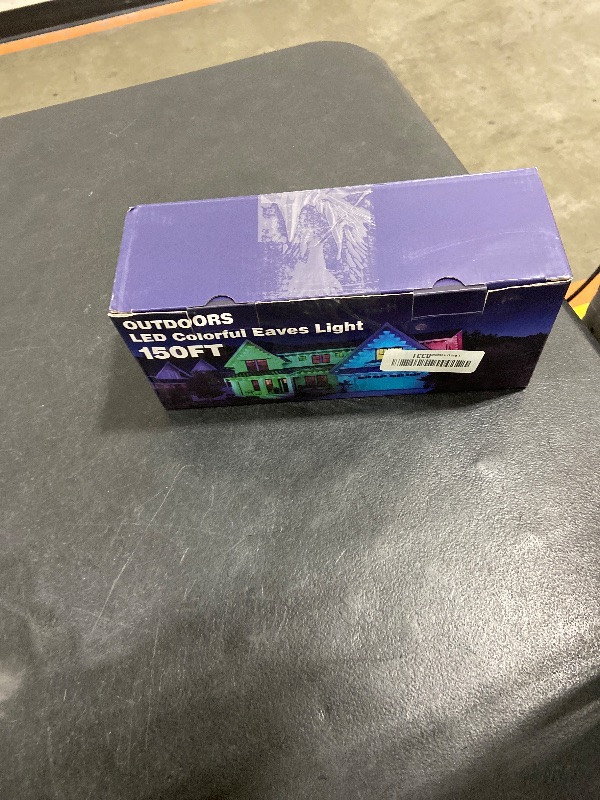 OUTDOORS
LED Colorful Eaves Light
150FT